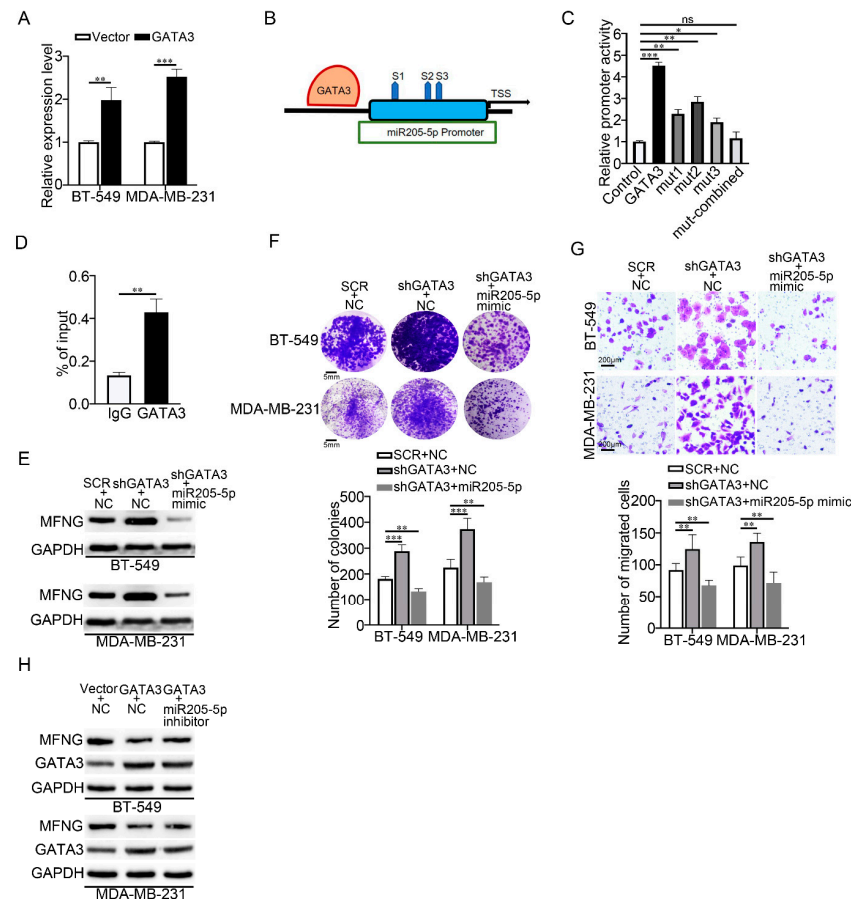 A
Vector GATA3
Relative expression level
3
2
1
0
**
***
BT-549 MDA-MB-231
B
GATA3
S1 S2 S3
TSS
miR205-5p Promoter
C
Relative promoter activity
6
5
4
3
2
1
0
ns
*
**
**
***
Control
GATA3
mut1
mut2
mut3
mut-combined
D
% of input
0.6
0.4
0.2
0.0
**
IgG GATA3
E
SCR
+
NC
shGATA3
+
NC
shGATA3
+
miR205-5p
mimic
MFNG
GAPDH
BT-549
MFNG
GAPDH
MDA-MB-231
F
SCR
+
NC
shGATA3
+
NC
shGATA3
+
miR205-5p
mimic
BT-549
5mm
MDA-MB-231
5mm
SCR+NC
shGATA3+NC
shGATA3+miR205-5p
Number of colonies
500
400
300
200
100
0
**
***
**
***
BT-549 MDA-MB-231
G
SCR
+
NC
shGATA3
+
NC
shGATA3
+
miR205-5p
mimic
BT-549
200μm
MDA-MB-231
SCR+NC
shGATA3+NC
shGATA3+miR205-5p mimic
Number of migrated cells
200
150
100
50
0
**
**
**
**
BT-549 MDA-MB-231
H
Vector
+
NC
GATA3
+
NC
GATA3
+
miR205-5p
inhibitor
MFNG
GATA3
GAPDH
BT-549
MFNG
GATA3
GAPDH
MDA-MB-231